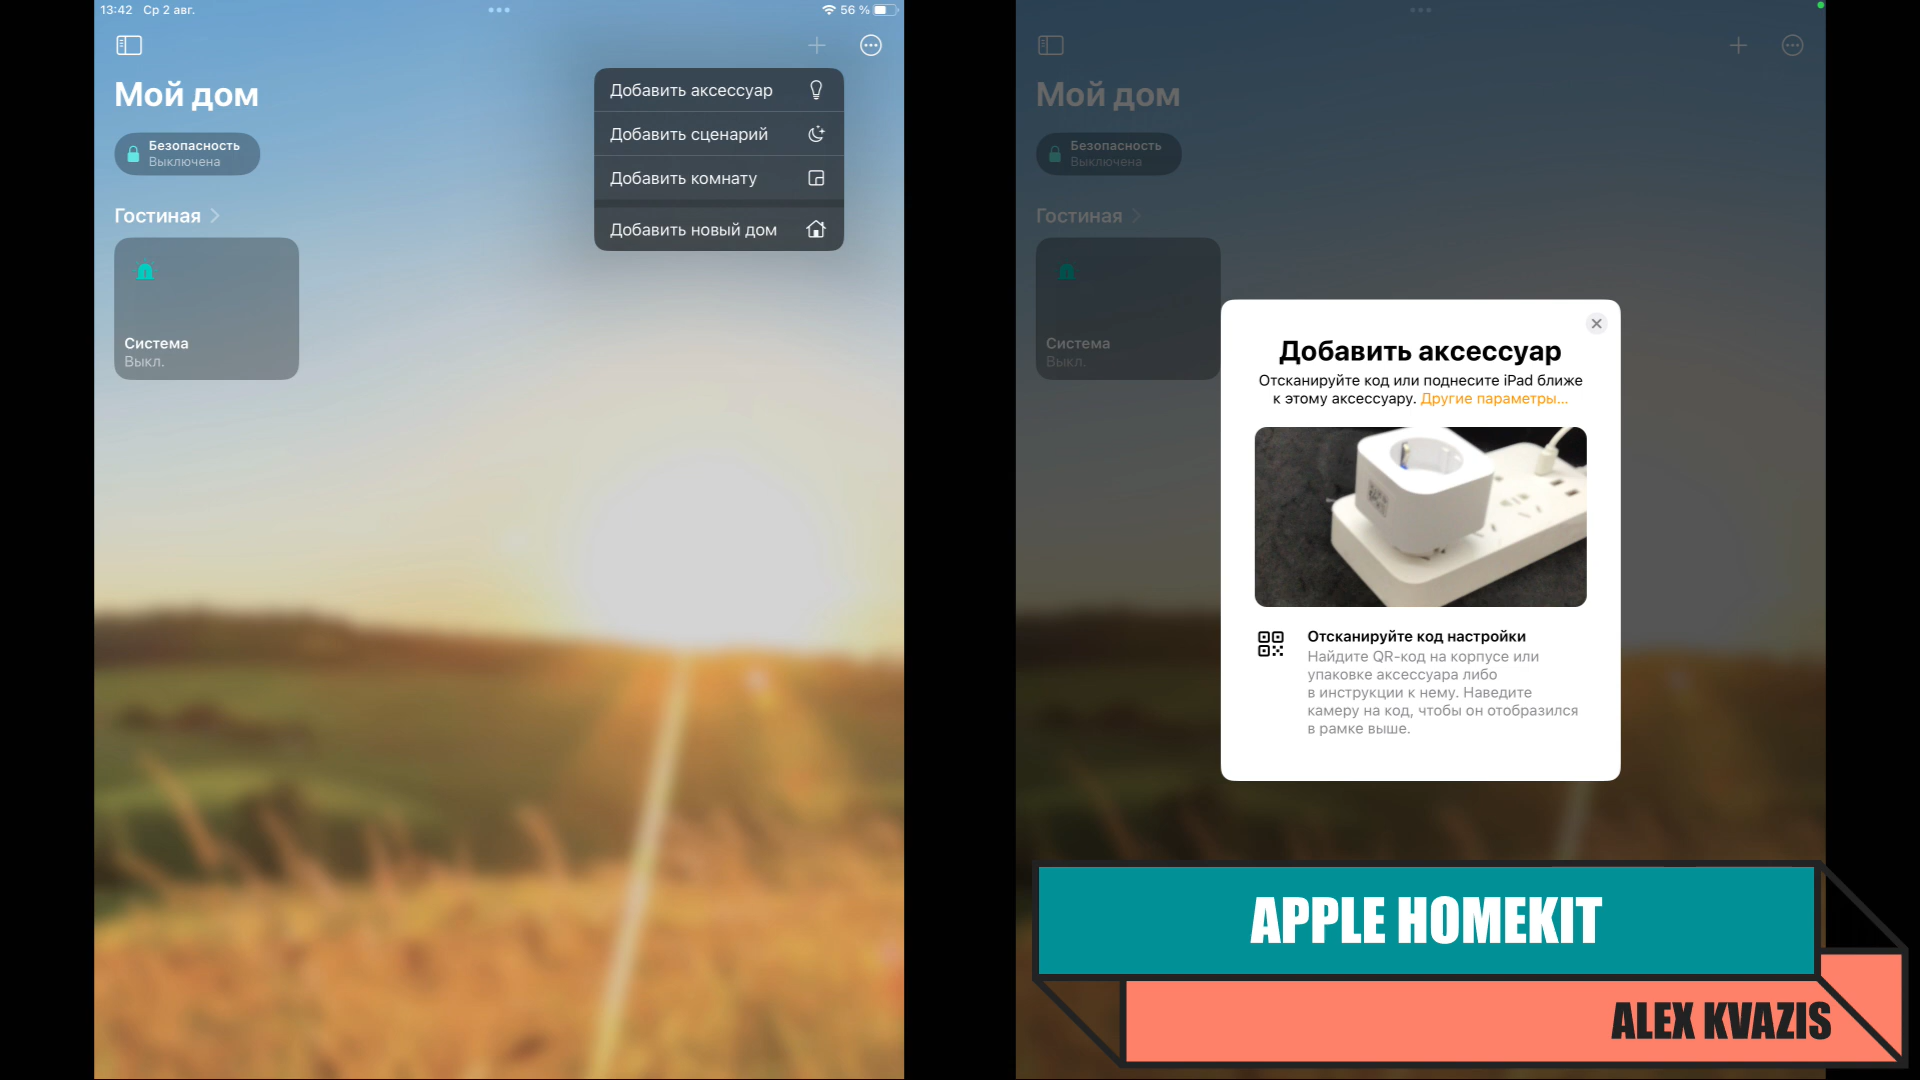 13:42 Ср 2 авг.
56 %
Мой дом
Безопасность
Выключена
Гостиная
Система
Выкл.
Добавить аксессуар
Добавить сценарий
Добавить комнату
Добавить новый дом
Мой дом
Безопасность
Выключена
Гостиная
Система
Выкл.
Добавить аксессуар
Отсканируйте код или поднесите iPad ближе
к этому аксессуару. Другие параметры...
Отсканируйте код настройки
Найдите QR-код на корпусе или
упаковке аксессуара либо
в инструкции к нему. Наведите
камеру на код, чтобы он отобразился
в рамке выше.
APPLE HOMEKIT
ALEX KVAZIS